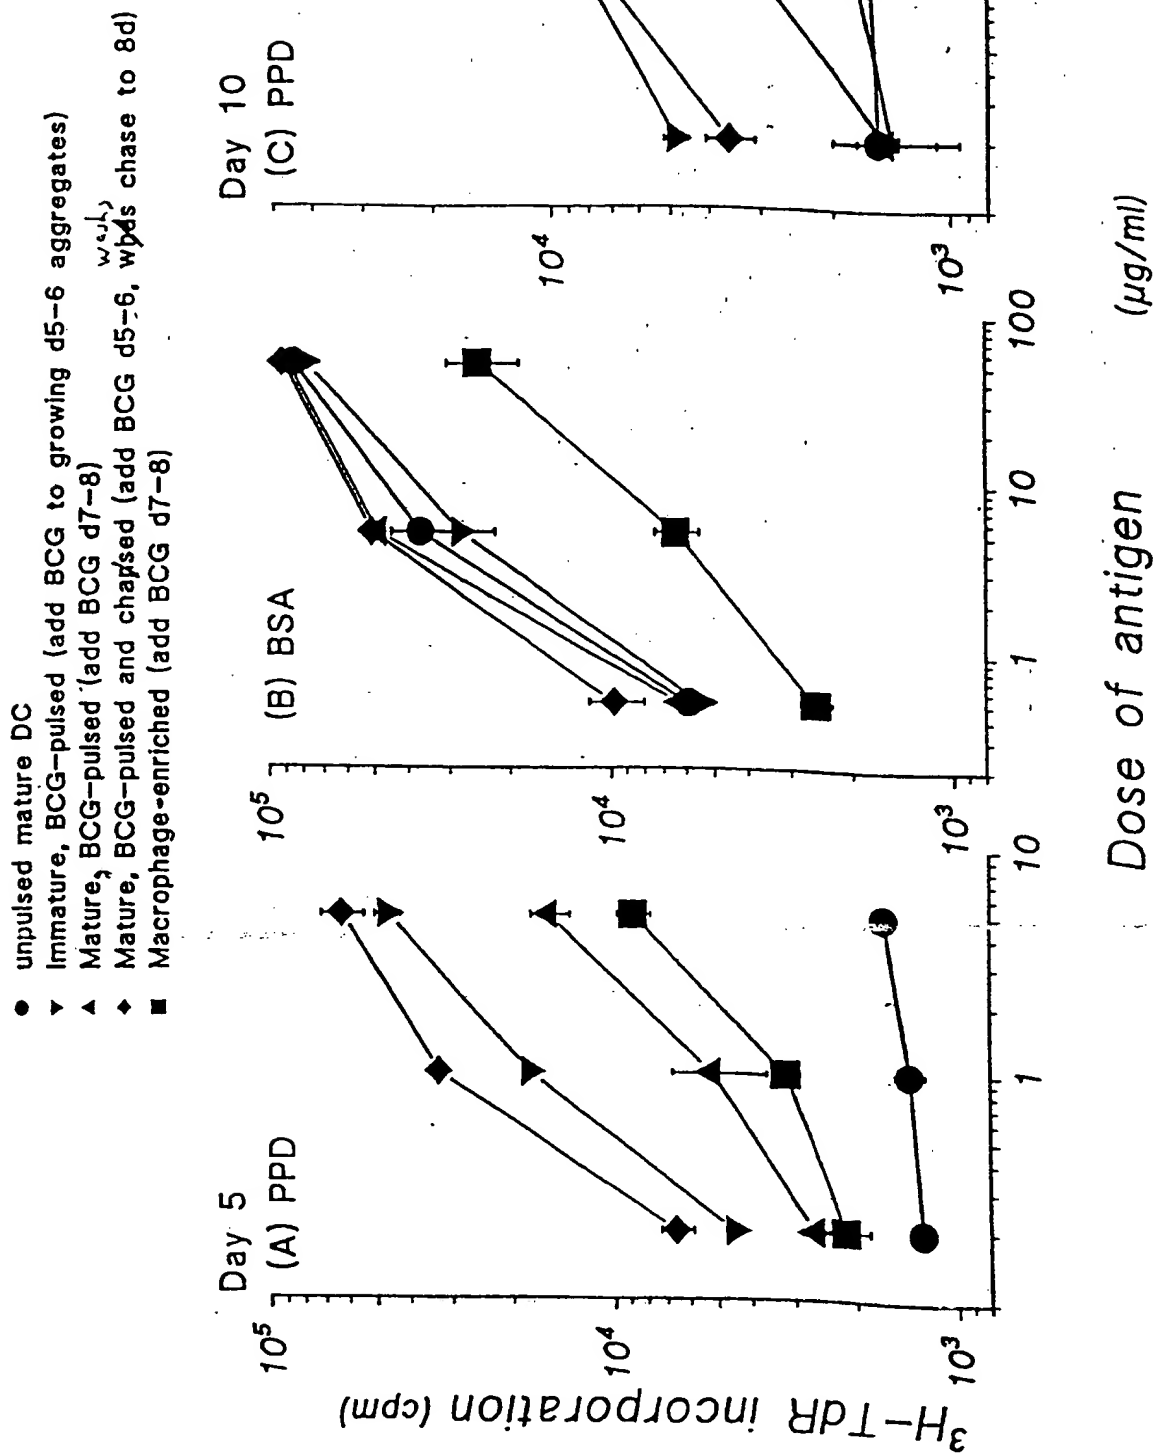 ● unpulsed mature DC
▼ Immature, BCG-pulsed (add BCG to growing d5-6 aggregates)
▲ Mature, BCG-pulsed (add BCG d7-8)
wash,
◆ Mature, BCG-pulsed and chapsed (add BCG d5-6, whas chase to 8d)
■ Macrophage-enriched (add BCG d7-8)
Day 5
(A) PPD
(B) BSA
Day 10
(C) PPD
³H-TdR incorporation (cpm)
10⁵
10⁴
10³
1
10
10⁵
10⁴
10³
1
10
100
10⁴
10³
Dose of antigen (µg/ml)